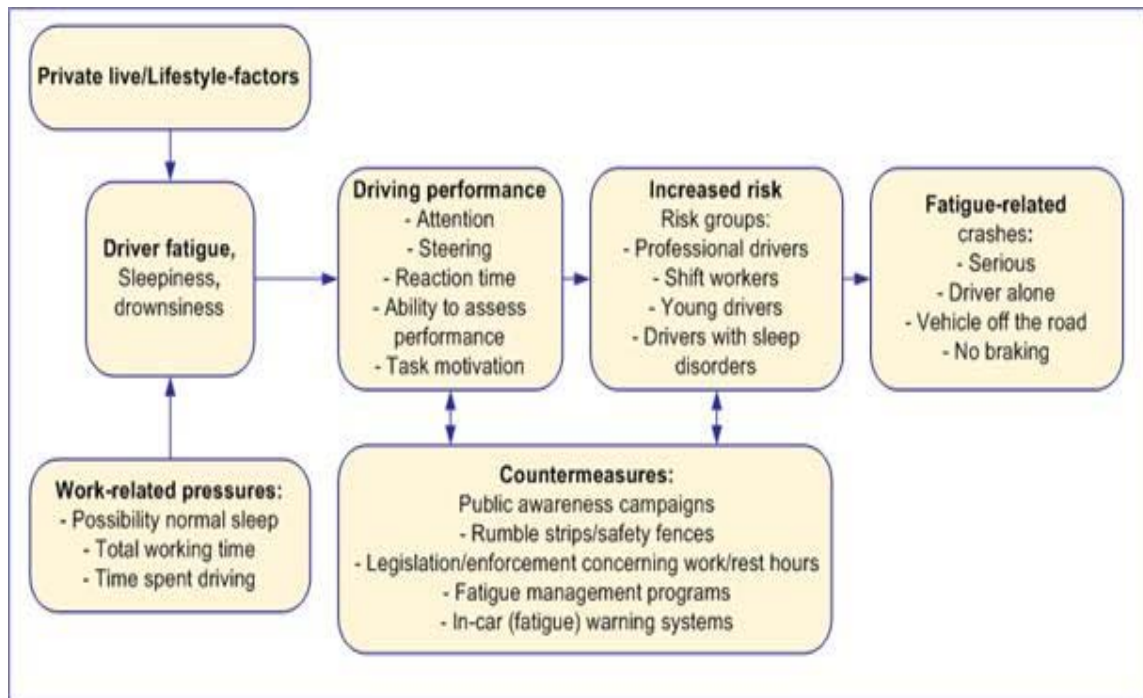 Private live/Lifestyle-factors
Driver fatigue,
Sleepiness,
drownsiness
Work-related pressures:
- Possibility normal sleep
- Total working time
- Time spent driving
Driving performance
- Attention
- Steering
- Reaction time
- Ability to assess
performance
- Task motivation
Increased risk
Risk groups:
- Professional drivers
- Shift workers
- Young drivers
- Drivers with sleep
disorders
Fatigue-related
crashes:
- Serious
- Driver alone
- Vehicle off the road
- No braking
Countermeasures:
Public awareness campaigns
- Rumble strips/safety fences
- Legislation/enforcement concerning work/rest hours
- Fatigue management programs
- In-car (fatigue) warning systems